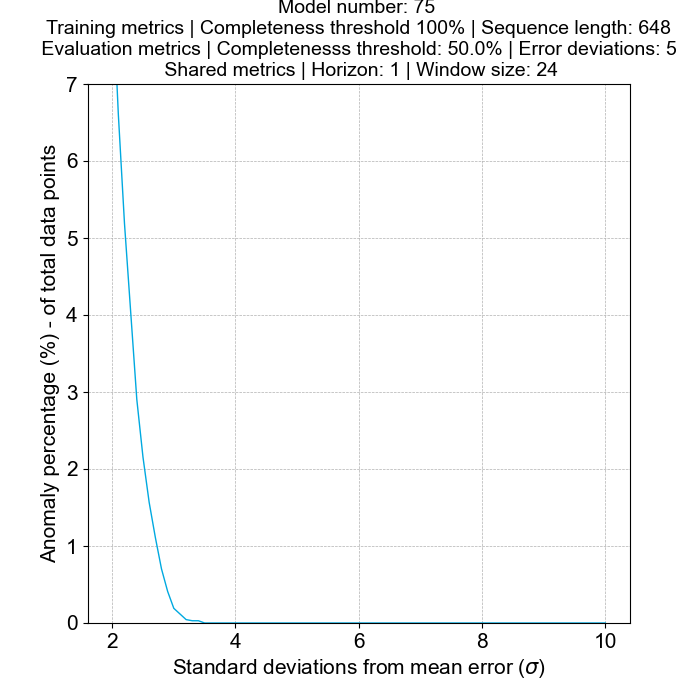 Model number: 75
Training metrics | Completeness threshold 100% | Sequence length: 648
Evaluation metrics | Completenesss threshold: 50.0% | Error deviations: 5
Shared metrics | Horizon: 1 | Window size: 24
7
6
5
4
3
2
1
0
Anomaly percentage (%) - of total data points
2 4 6 8 10
Standard deviations from mean error (σ)